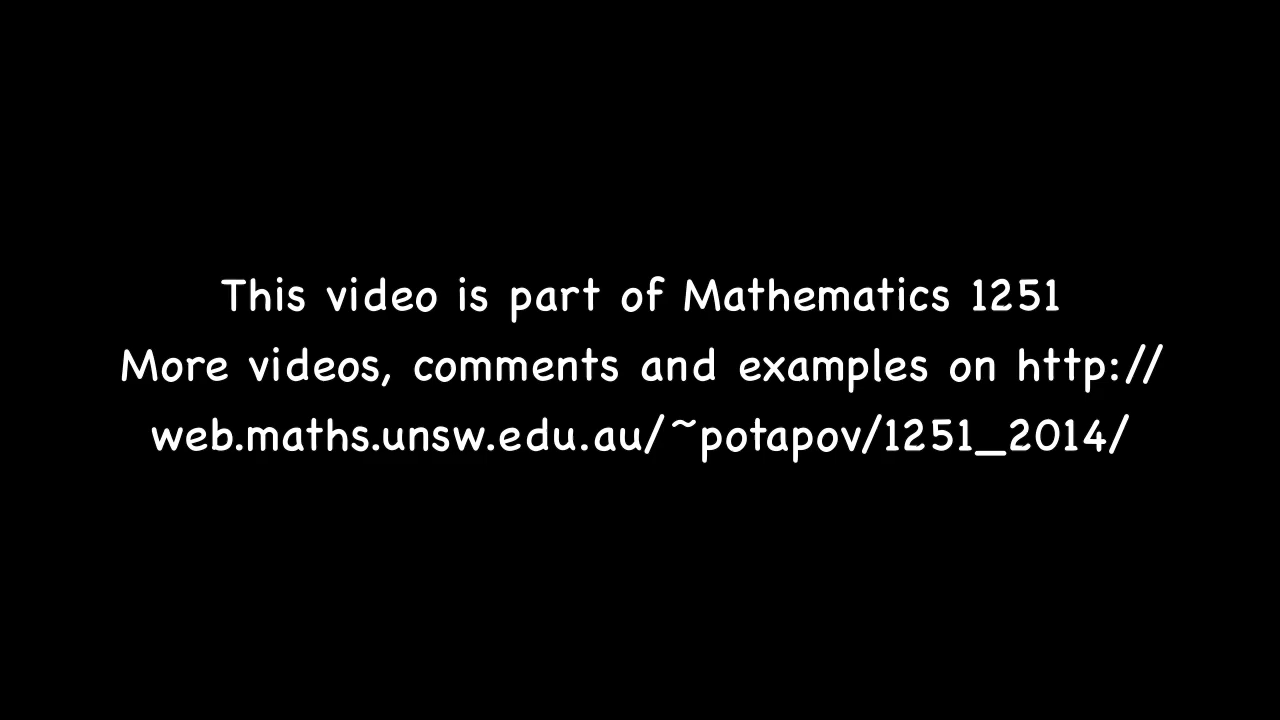 This video is part of Mathematics 1251
More videos, comments and examples on http://
web.maths.unsw.edu.au/~potapov/1251_2014/